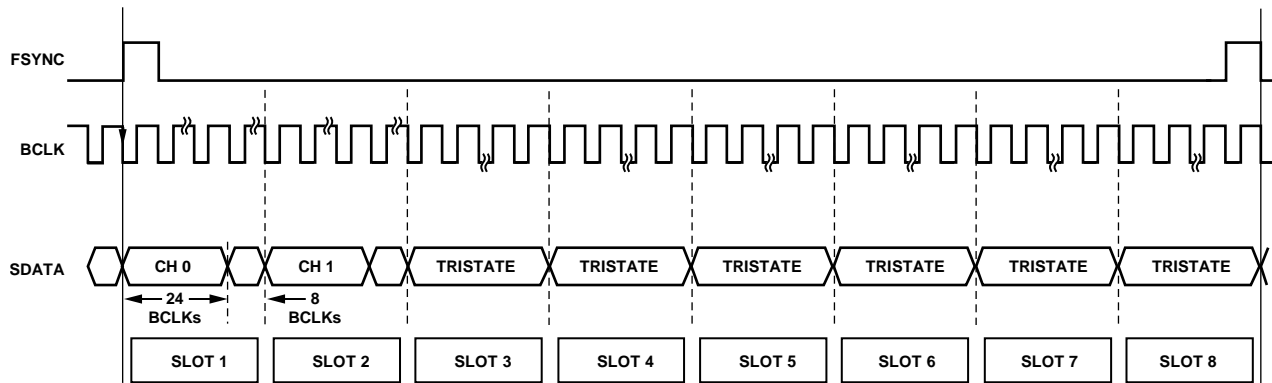 FSYNC
BCLK
SDATA
CH 0
CH 1
TRISTATE
TRISTATE
TRISTATE
TRISTATE
TRISTATE
TRISTATE
24
BCLKs
8
BCLKs
SLOT 1
SLOT 2
SLOT 3
SLOT 4
SLOT 5
SLOT 6
SLOT 7
SLOT 8